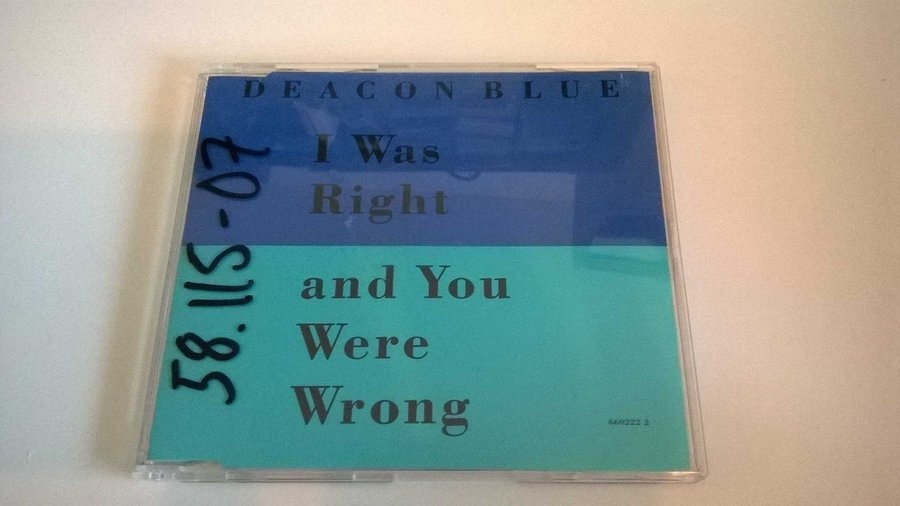 DEACON BLUE
I Was
Right
and You
Were
Wrong
660222 2
58.115-07